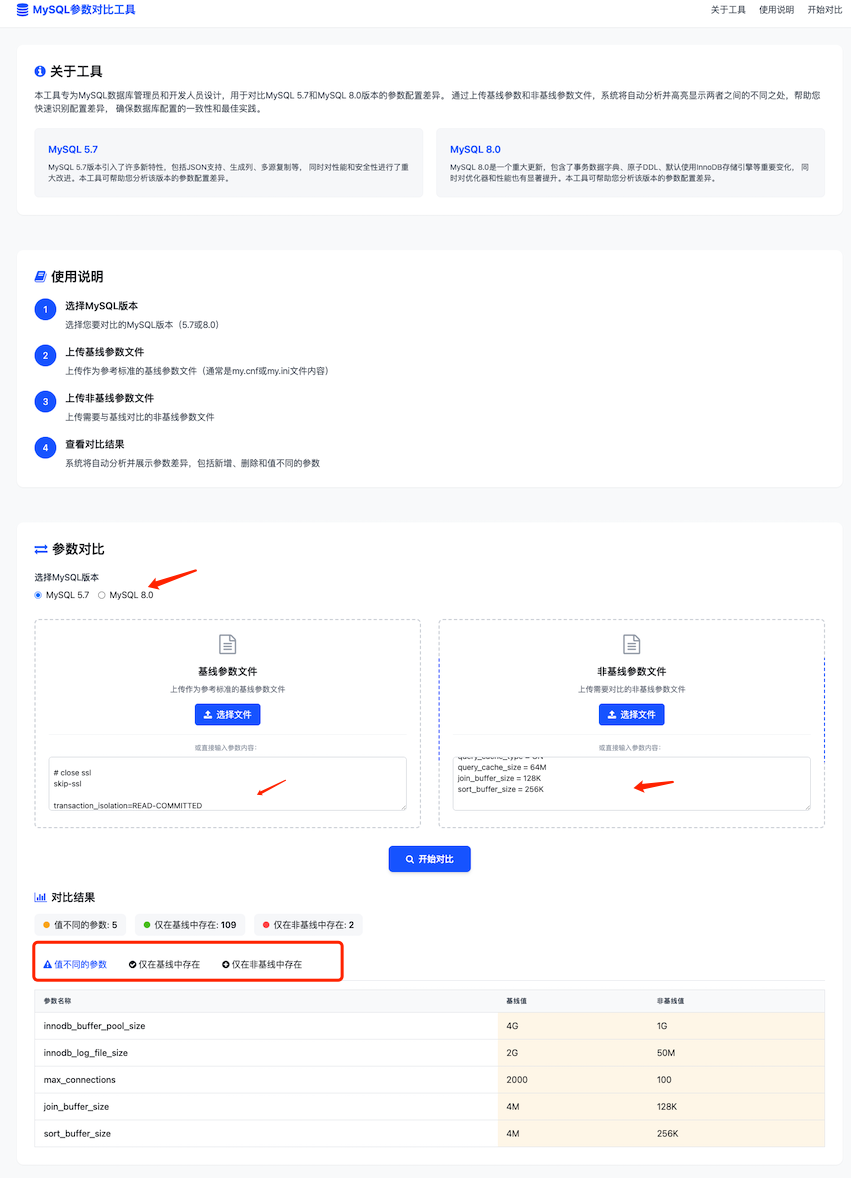 MySQL参数对比工具
关于工具 使用说明 开始对比
关于工具
本工具专为MySQL数据库管理员和开发人员设计，用于对比MySQL 5.7和MySQL 8.0版本的参数配置差异。 通过上传基线参数和非基线参数文件，系统将自动分析并高亮显示两者之间的不同之处，帮助您
快速识别配置差异， 确保数据库配置的一致性和最佳实践。
MySQL 5.7
MySQL 5.7版本引入了许多新特性，包括JSON支持、生成列、多源复制等， 同时对性能和安全性进行了重
大改进。本工具可帮助您分析该版本的参数配置差异。
MySQL 8.0
MySQL 8.0是一个重大更新，包含了事务数据字典、原子DDL、默认使用InnoDB存储引擎等重要变化， 同
时对优化器和性能也有显著提升。本工具可帮助您分析该版本的参数配置差异。
使用说明
1 选择MySQL版本
选择您要对比的MySQL版本（5.7或8.0）
2 上传基线参数文件
上传作为参考标准的基线参数文件（通常是my.cnf或my.ini文件内容）
3 上传非基线参数文件
上传需要与基线对比的非基线参数文件
4 查看对比结果
系统将自动分析并展示参数差异，包括新增、删除和值不同的参数
参数对比
选择MySQL版本
MySQL 5.7 MySQL 8.0
基线参数文件
上传作为参考标准的基线参数文件
选择文件
或直接输入参数内容:
# close ssl
skip-ssl
transaction_isolation=READ-COMMITTED
非基线参数文件
上传需要对比的非基线参数文件
选择文件
或直接输入参数内容:
query_cache_type = ON
query_cache_size = 64M
join_buffer_size = 128K
sort_buffer_size = 256K
开始对比
对比结果
值不同的参数: 5 仅在基线中存在: 109 仅在非基线中存在: 2
值不同的参数 仅在基线中存在 仅在非基线中存在
参数名称 基线值 非基线值
innodb_buffer_pool_size 4G 1G
innodb_log_file_size 2G 50M
max_connections 2000 100
join_buffer_size 4M 128K
sort_buffer_size 4M 256K